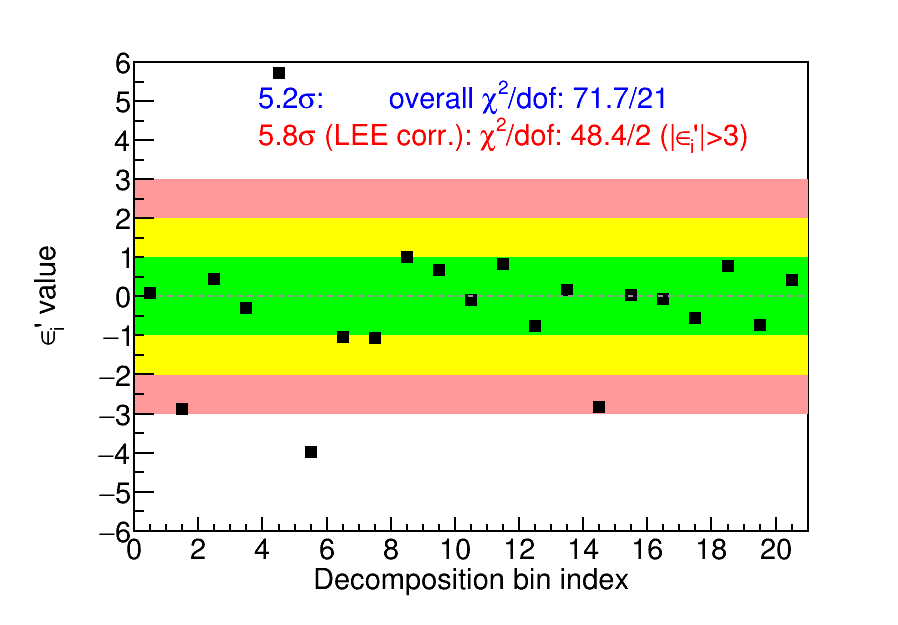 5.2σ: overall χ²/dof: 71.7/21
5.8σ (LEE corr.): χ²/dof: 48.4/2 (|ϵᵢ'|>3)
6
5
4
3
2
1
0
−1
−2
−3
−4
−5
−6
ϵᵢ' value
0 2 4 6 8 10 12 14 16 18 20
Decomposition bin index